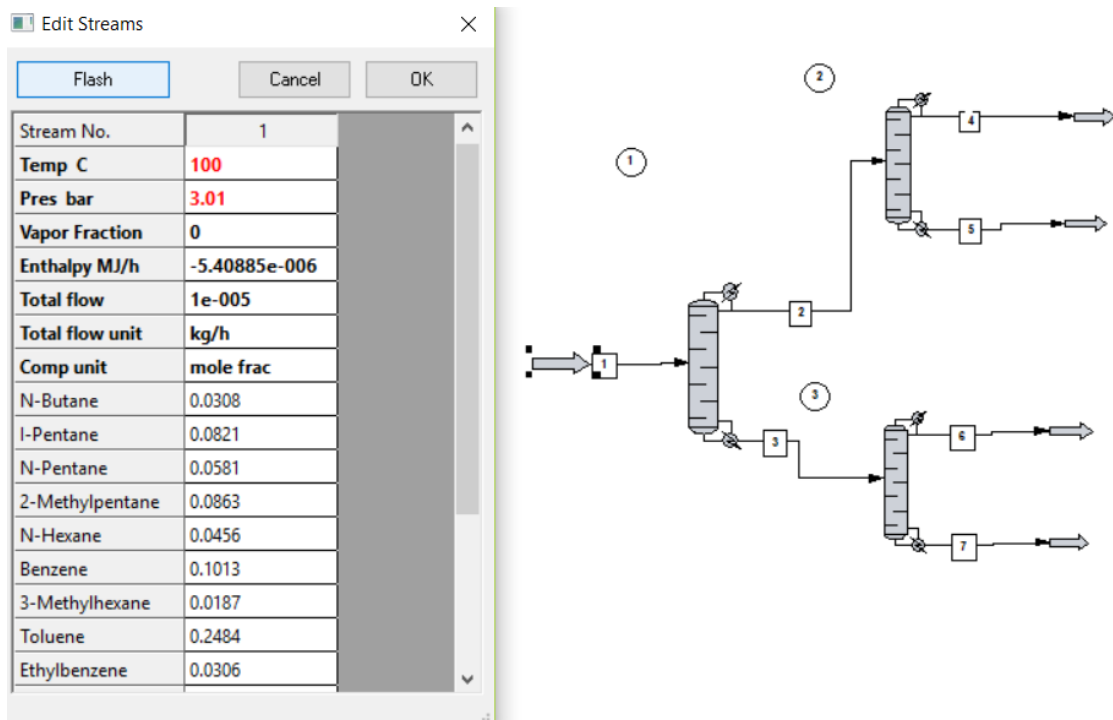 Edit Streams
Flash Cancel OK
Stream No. 1
Temp C 100
Pres bar 3.01
Vapor Fraction 0
Enthalpy MJ/h -5.40885e-006
Total flow 1e-005
Total flow unit kg/h
Comp unit mole frac
N-Butane 0.0308
I-Pentane 0.0821
N-Pentane 0.0581
2-Methylpentane 0.0863
N-Hexane 0.0456
Benzene 0.1013
3-Methylhexane 0.0187
Toluene 0.2484
Ethylbenzene 0.0306
2
4
1
5
2
1
3
6
3
7